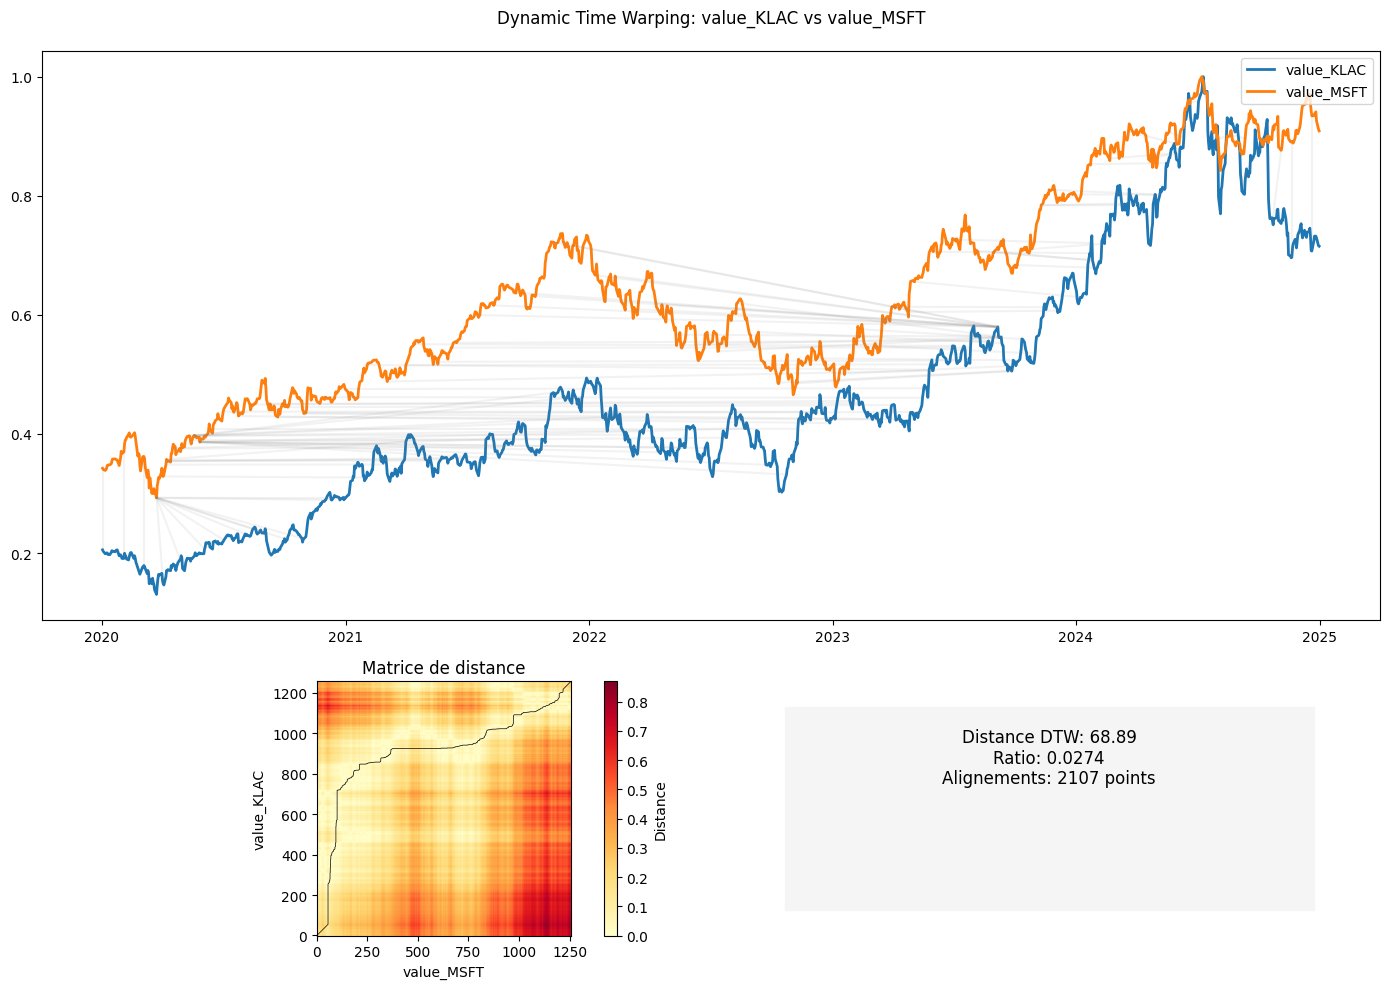 Dynamic Time Warping: value_KLAC vs value_MSFT
value_KLAC
value_MSFT
1.0
0.8
0.6
0.4
0.2
2020 2021 2022 2023 2024 2025
Matrice de distance
value_KLAC
1200
1000
800
600
400
200
0
0 250 500 750 1000 1250
value_MSFT
0.8
0.7
0.6
0.5
0.4
0.3
0.2
0.1
0.0
Distance
Distance DTW: 68.89
Ratio: 0.0274
Alignements: 2107 points